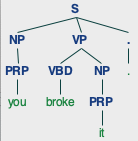 S
NP VP .
PRP VBD NP .
you broke PRP
it